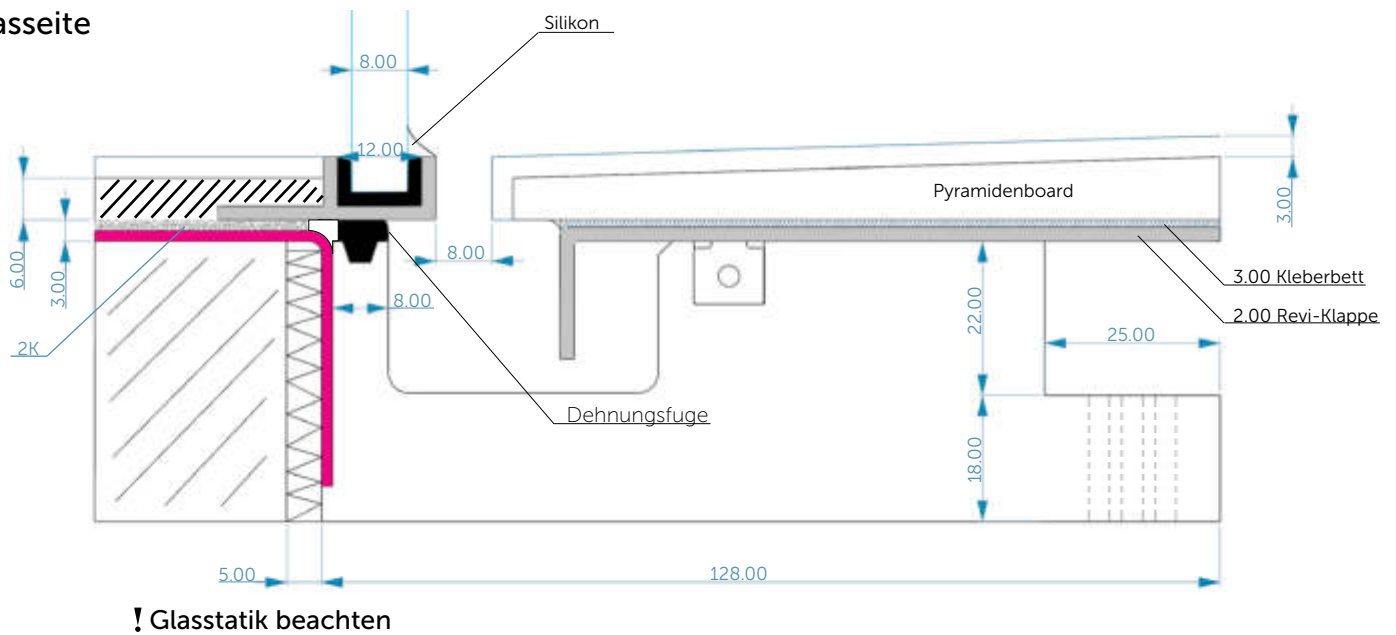 asseite
Silikon
8.00
12.00
Pyramidenboard
3.00
6.00
3.00
8.00
8.00
3.00 Kleberbett
2.00 Revi-Klappe
22.00
25.00
2K
Dehnungsfuge
18.00
5.00
128.00
! Glasstatik beachten